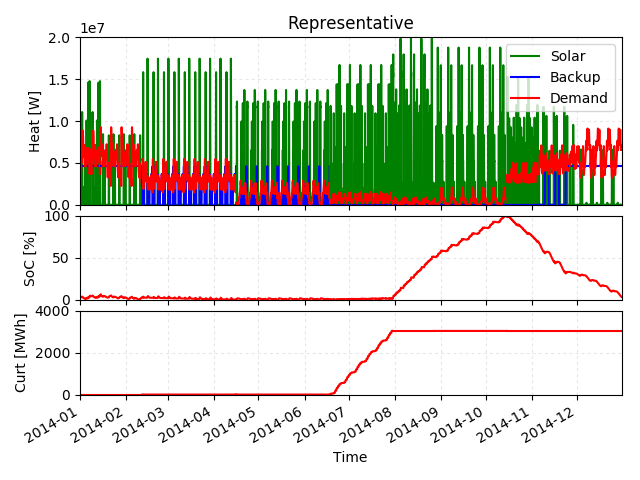 Representative
1e7
2.0
1.5
1.0
0.5
0.0
Heat [W]
Solar
Backup
Demand
100
50
0
SoC [%]
4000
2000
0
Curt [MWh]
2014-01
2014-02
2014-03
2014-04
2014-05
2014-06
2014-07
2014-08
2014-09
2014-10
2014-11
2014-12
Time